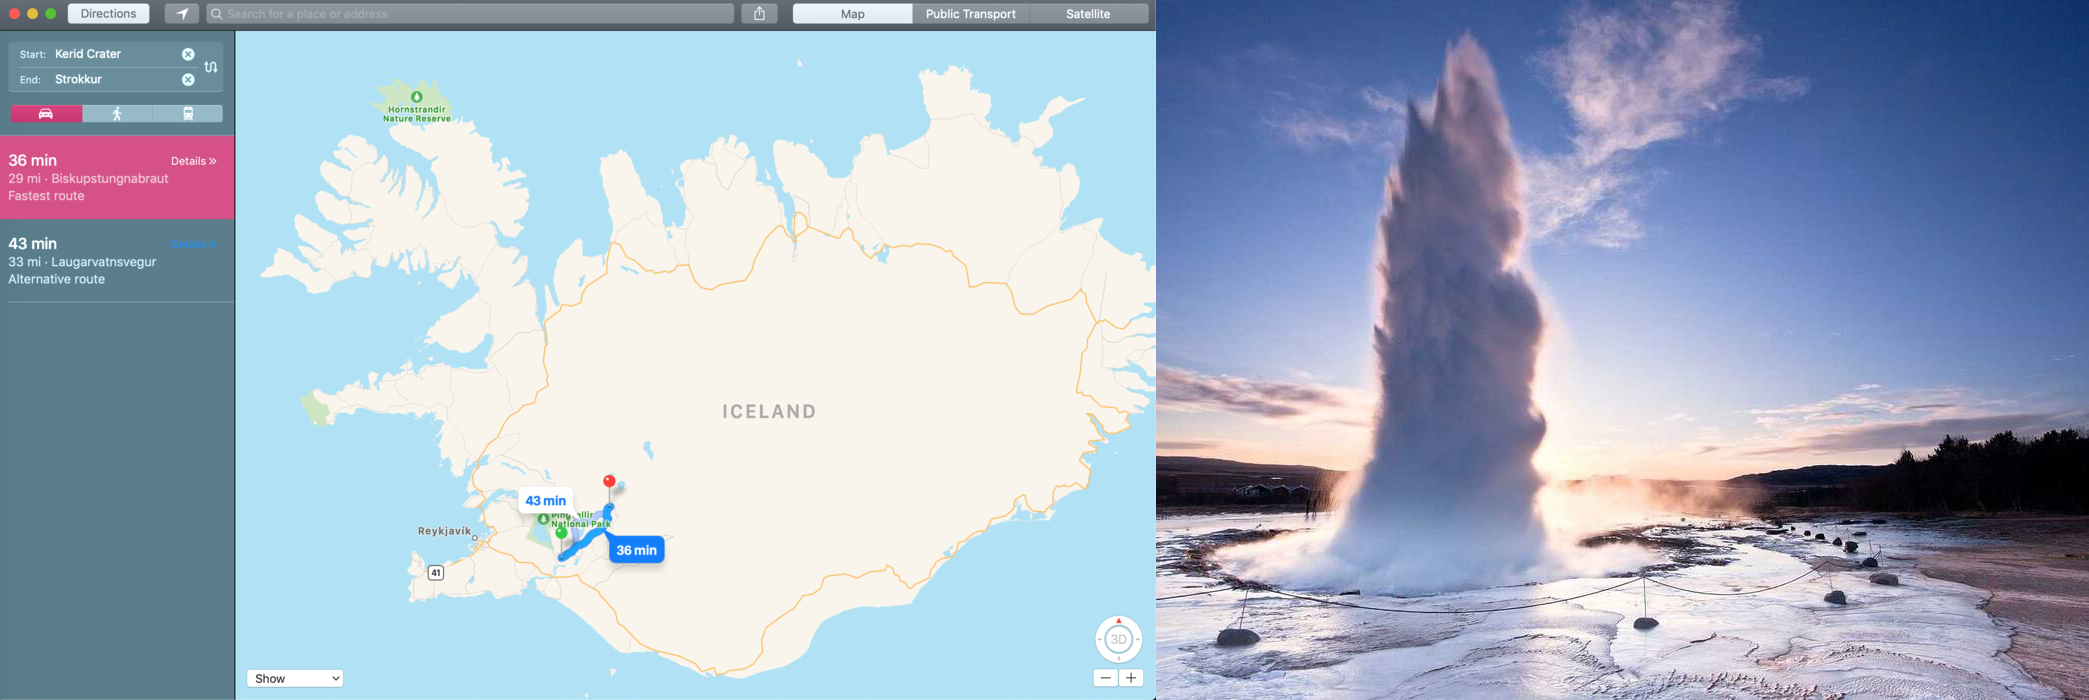 Directions
Search for a place or address
Map
Public Transport
Satellite
Start: Kerid Crater
End: Strokkur
36 min
Details »
29 mi · Biskupstungnabraut
Fastest route
43 min
Details »
33 mi · Laugarvatnsvegur
Alternative route
Hornstrandir
Nature Reserve
ICELAND
43 min
National Park
Reykjavík
36 min
41
3D
Show